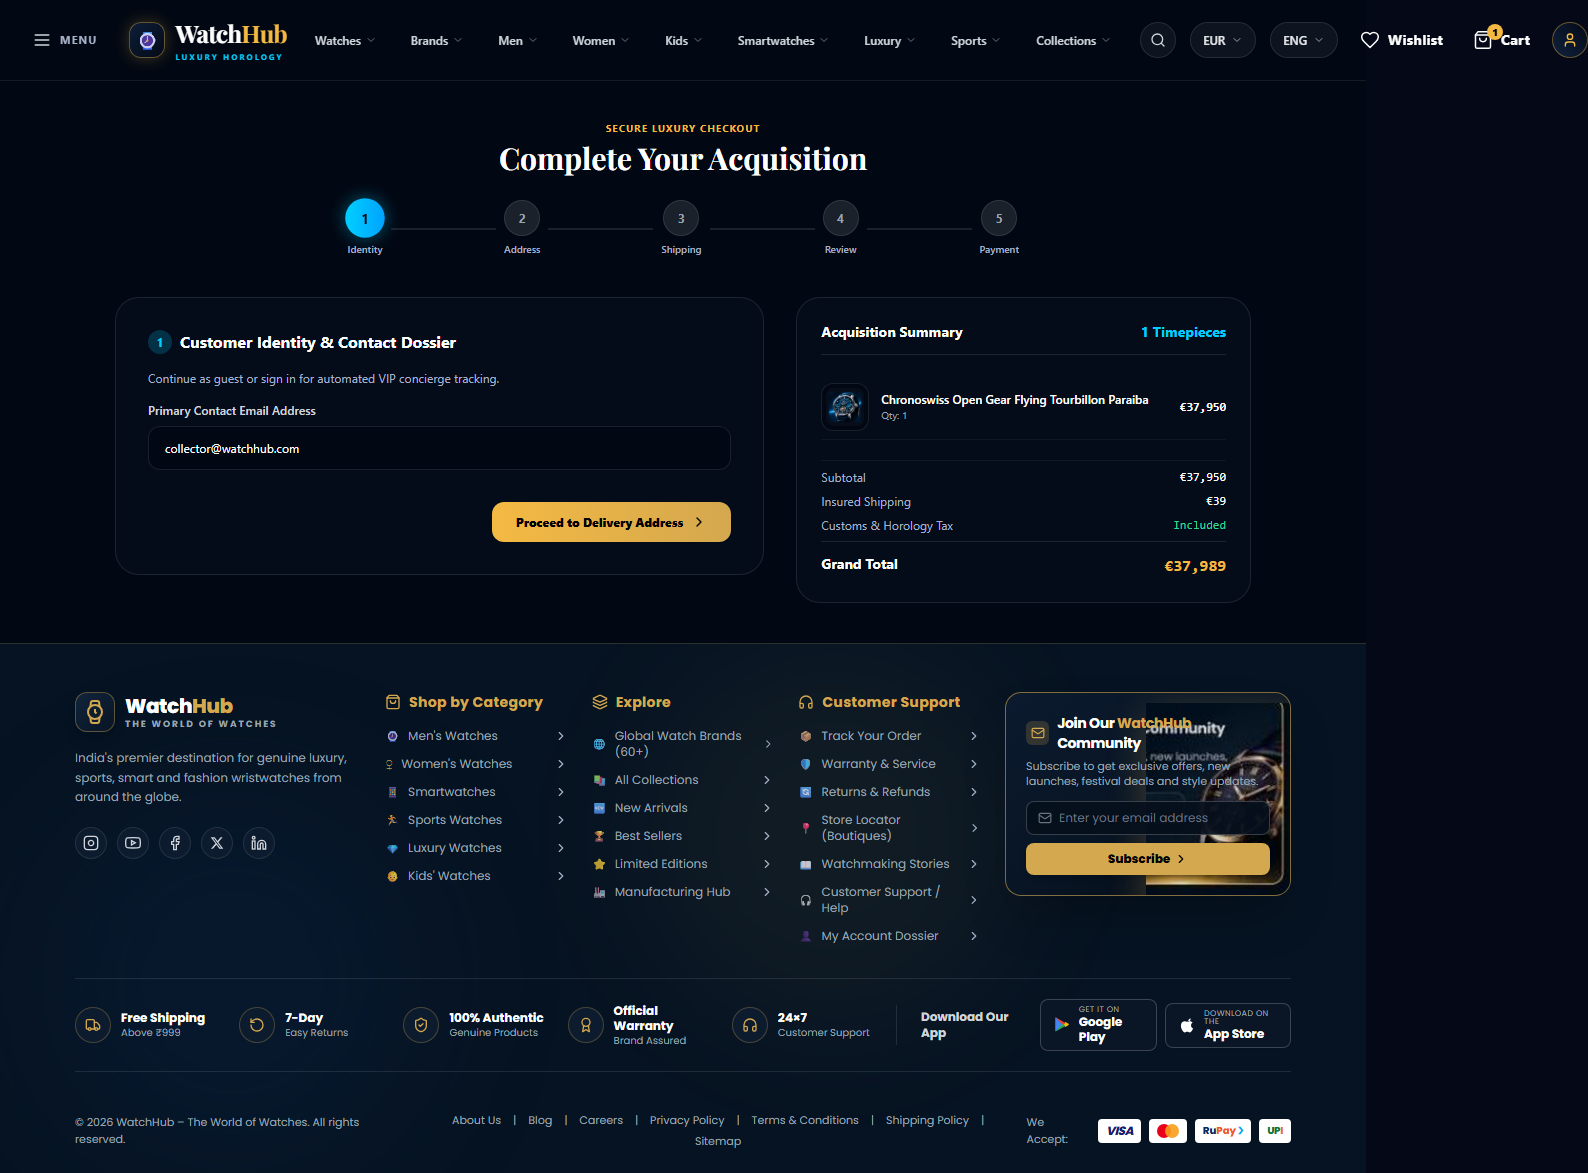 MENU
WatchHub
LUXURY HOROLOGY
Watches
Brands
Men
Women
Kids
Smartwatches
Luxury
Sports
Collections
EUR
ENG
Wishlist
1
Cart
SECURE LUXURY CHECKOUT
Complete Your Acquisition
1
2
3
4
5
Identity
Address
Shipping
Review
Payment
1 Customer Identity & Contact Dossier
Continue as guest or sign in for automated VIP concierge tracking.
Primary Contact Email Address
collector@watchhub.com
Proceed to Delivery Address
Acquisition Summary
1 Timepieces
Chronoswiss Open Gear Flying Tourbillon Paraiba
Qty: 1
€37,950
Subtotal
€37,950
Insured Shipping
€39
Customs & Horology Tax
Included
Grand Total
€37,989
WatchHub
THE WORLD OF WATCHES
India's premier destination for genuine luxury,
sports, smart and fashion wristwatches from
around the globe.
Shop by Category
Men's Watches
Women's Watches
Smartwatches
Sports Watches
Luxury Watches
Kids' Watches
Explore
Global Watch Brands
(60+)
All Collections
New Arrivals
Best Sellers
Limited Editions
Manufacturing Hub
Customer Support
Track Your Order
Warranty & Service
Returns & Refunds
Store Locator
(Boutiques)
Watchmaking Stories
Customer Support /
Help
My Account Dossier
Join Our WatchHub
Community
ommunity
new launches,
Subscribe to get exclusive offers, new
launches, festival deals and style updates.
Enter your email address
Subscribe
Free Shipping
Above ₹999
7-Day
Easy Returns
100% Authentic
Genuine Products
Official
Warranty
Brand Assured
24×7
Customer Support
Download Our
App
GET IT ON
Google
Play
DOWNLOAD ON
THE
App Store
© 2026 WatchHub – The World of Watches. All rights
reserved.
About Us | Blog | Careers | Privacy Policy | Terms & Conditions | Shipping Policy |
Sitemap
We
Accept:
VISA
RuPay
UPI